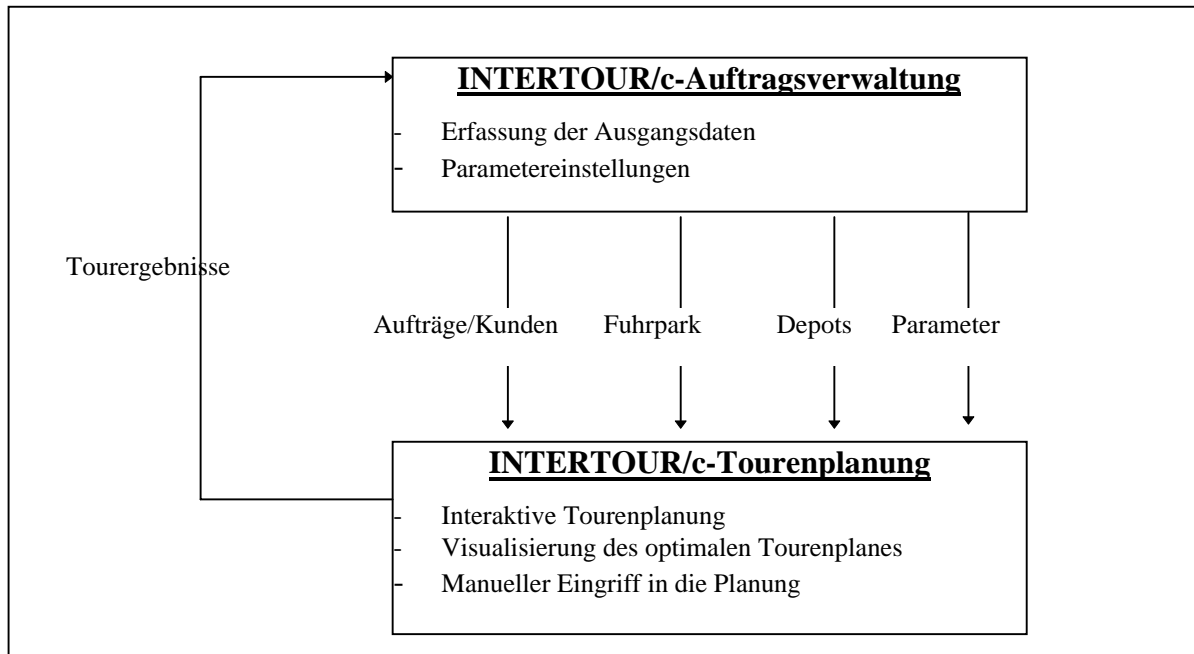 INTERTOUR/c-Auftragsverwaltung
- Erfassung der Ausgangsdaten
- Parametereinstellungen
Tourergebnisse
Aufträge/Kunden Fuhrpark Depots Parameter
INTERTOUR/c-Tourenplanung
- Interaktive Tourenplanung
- Visualisierung des optimalen Tourenplanes
- Manueller Eingriff in die Planung